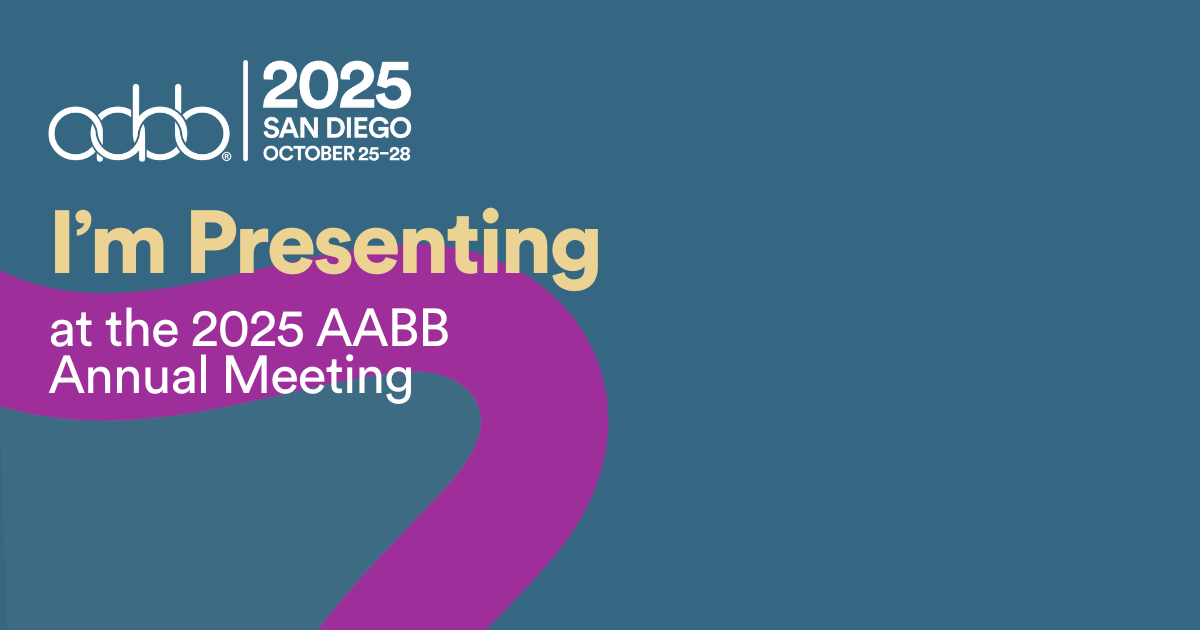 aabb®
2025
SAN DIEGO
OCTOBER 25–28
I'm Presenting
at the 2025 AABB
Annual Meeting